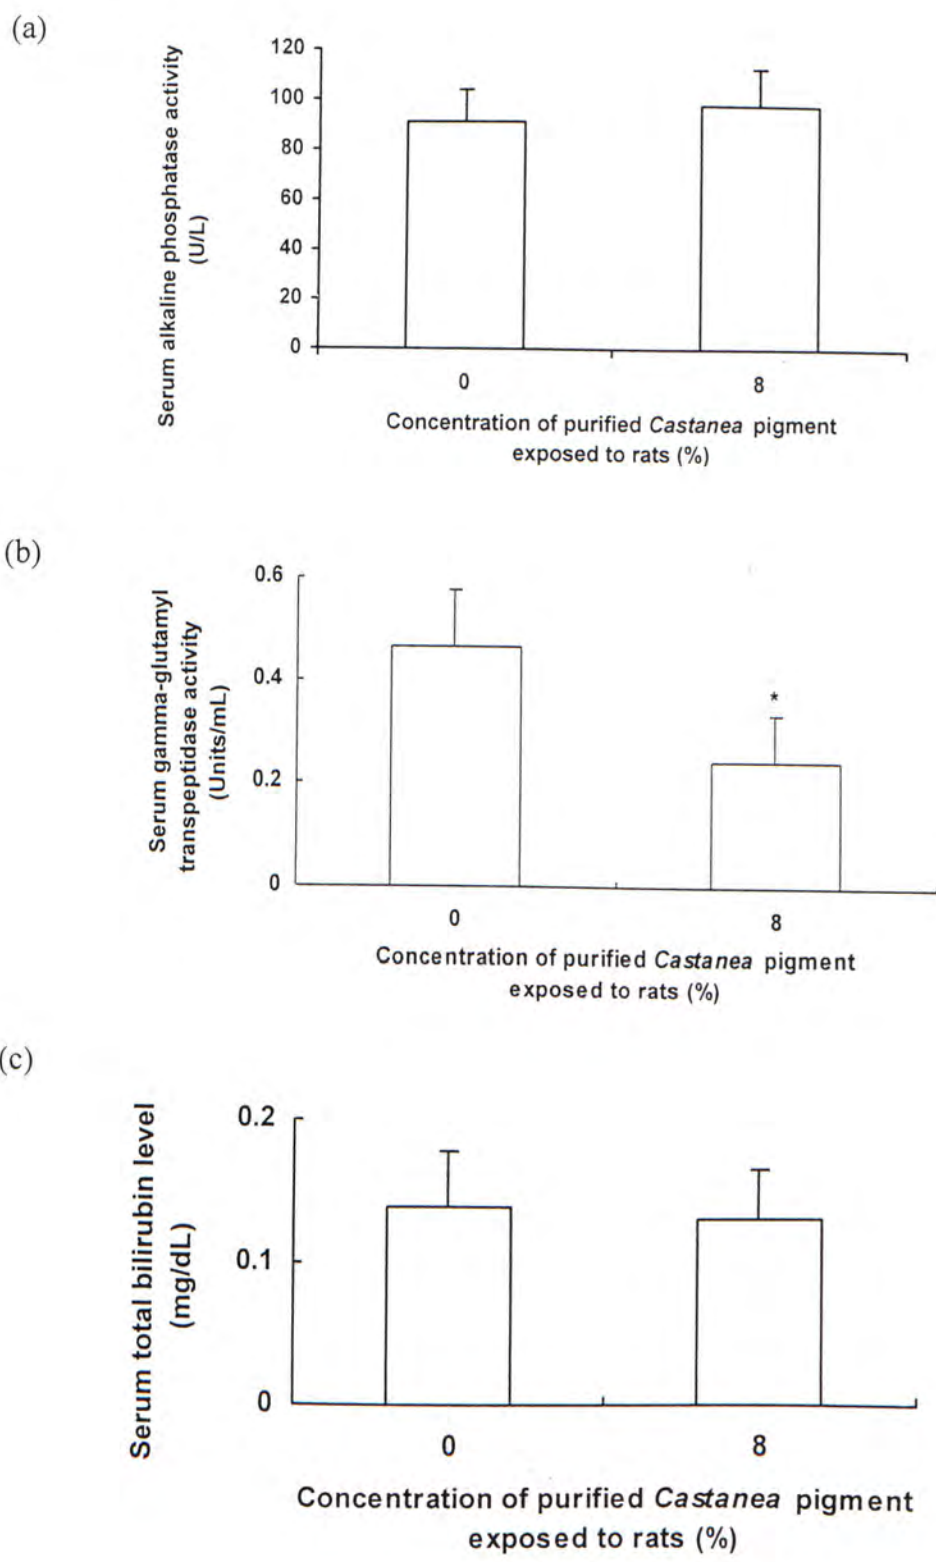 (a)
Serum alkaline phosphatase activity
(U/L)
120
100
80
60
40
20
0
0
8
Concentration of purified Castanea pigment
exposed to rats (%)
(b)
Serum gamma-glutamyl
transpeptidase activity
(Units/mL)
0.6
0.4
*
0.2
0
0
8
Concentration of purified Castanea pigment
exposed to rats (%)
(c)
Serum total bilirubin level
(mg/dL)
0.2
0.1
0
0
8
Concentration of purified Castanea pigment
exposed to rats (%)